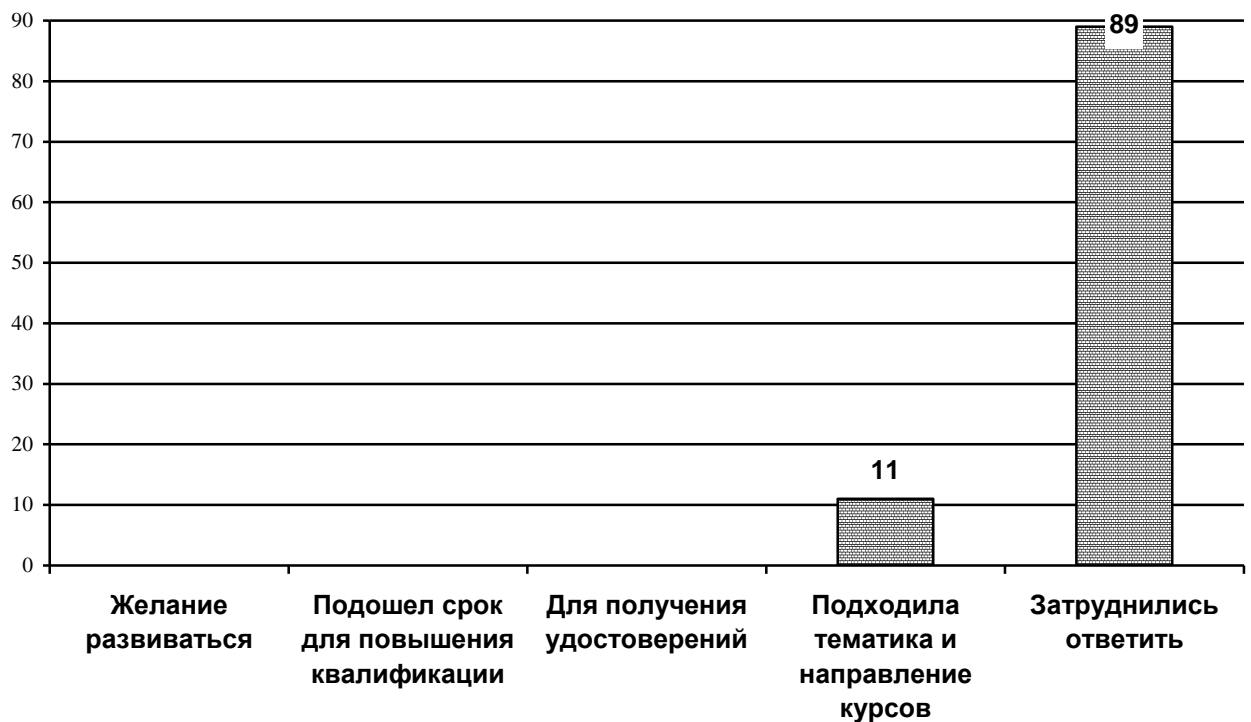 90
80
70
60
50
40
30
20
10
0
89
11
Желание
развиваться
Подошел срок
для повышения
квалификации
Для получения
удостоверений
Подходила
тематика и
направление
курсов
Затруднились
ответить